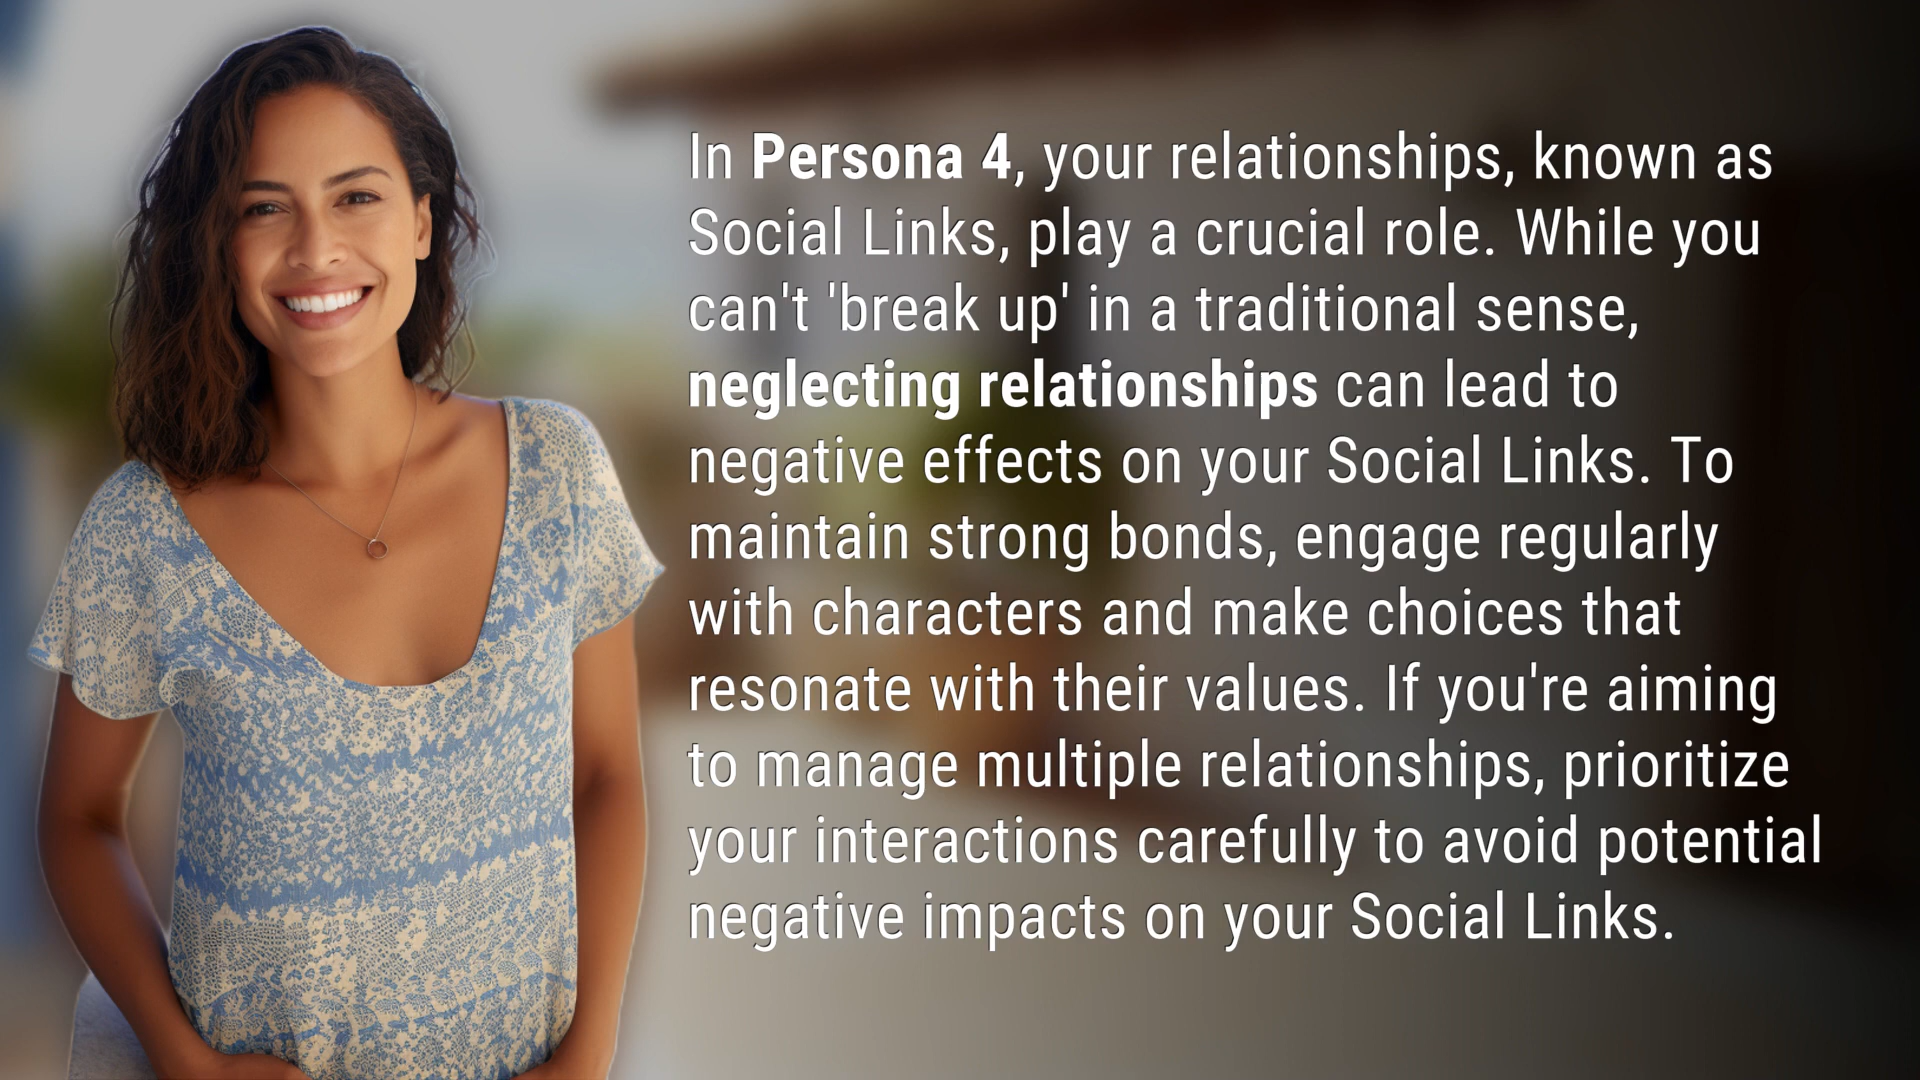 In Persona 4, your relationships, known as
Social Links, play a crucial role. While you
can't 'break up' in a traditional sense,
neglecting relationships can lead to
negative effects on your Social Links. To
maintain strong bonds, engage regularly
with characters and make choices that
resonate with their values. If you're aiming
to manage multiple relationships, prioritize
your interactions carefully to avoid potential
negative impacts on your Social Links.